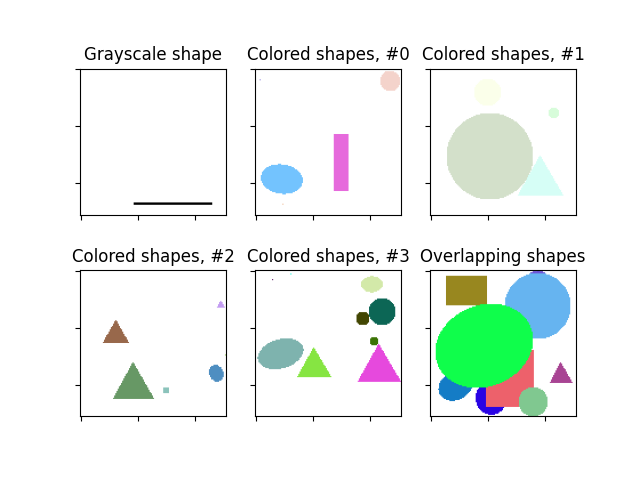 Grayscale shape
Colored shapes, #0
Colored shapes, #1
Colored shapes, #2
Colored shapes, #3
Overlapping shapes